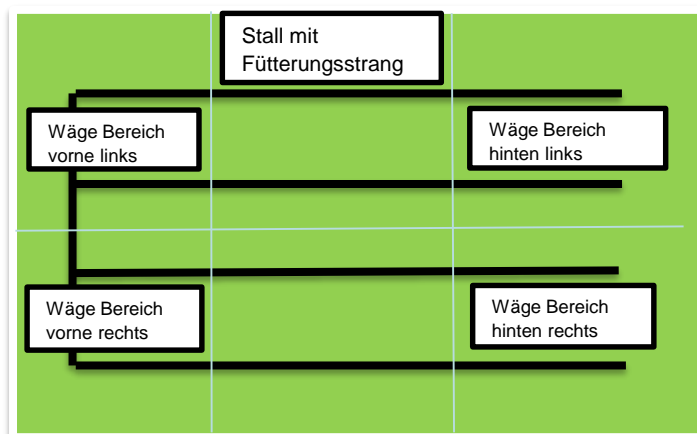 Stall mit
Fütterungsstrang
Wäge Bereich
vorne links
Wäge Bereich
hinten links
Wäge Bereich
vorne rechts
Wäge Bereich
hinten rechts